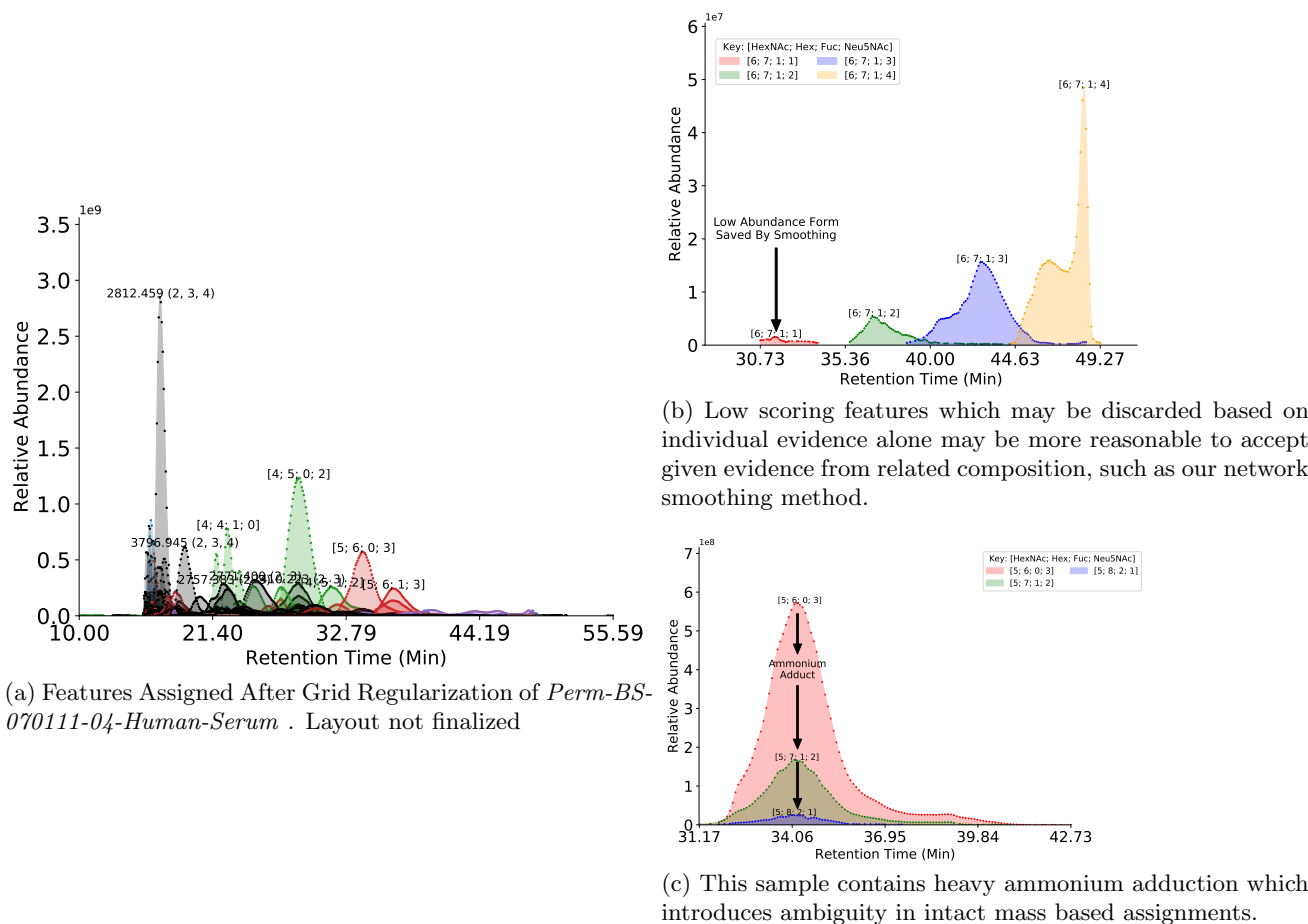 1e9
3.5
3.0
2.5
2.0
1.5
1.0
0.5
0.0
Relative Abundance
2812.459 (2, 3, 4)
[4; 5; 0; 2]
[4; 4; 1; 0]
3796.945 (2, 3, 4)
[5; 6; 0; 3]
[5; 6; 1; 3]
10.00 21.40 32.79 44.19 55.59
Retention Time (Min)
(a) Features Assigned After Grid Regularization of Perm-BS-
070111-04-Human-Serum . Layout not finalized
1e7
6
5
4
3
2
1
0
Relative Abundance
Key: [HexNAc; Hex; Fuc; Neu5NAc]
[6; 7; 1; 1] [6; 7; 1; 3]
[6; 7; 1; 2] [6; 7; 1; 4]
[6; 7; 1; 4]
Low Abundance Form
Saved By Smoothing
[6; 7; 1; 3]
[6; 7; 1; 2]
[6; 7; 1; 1]
30.73 35.36 40.00 44.63 49.27
Retention Time (Min)
(b) Low scoring features which may be discarded based on
individual evidence alone may be more reasonable to accept
given evidence from related composition, such as our network
smoothing method.
1e8
7
6
5
4
3
2
1
0
Relative Abundance
Key: [HexNAc; Hex; Fuc; Neu5NAc]
[5; 6; 0; 3] [5; 8; 2; 1]
[5; 7; 1; 2]
[5; 6; 0; 3]
Ammonium
Adduct
[5; 7; 1; 2]
[5; 8; 2; 1]
31.17 34.06 36.95 39.84 42.73
Retention Time (Min)
(c) This sample contains heavy ammonium adduction which
introduces ambiguity in intact mass based assignments.